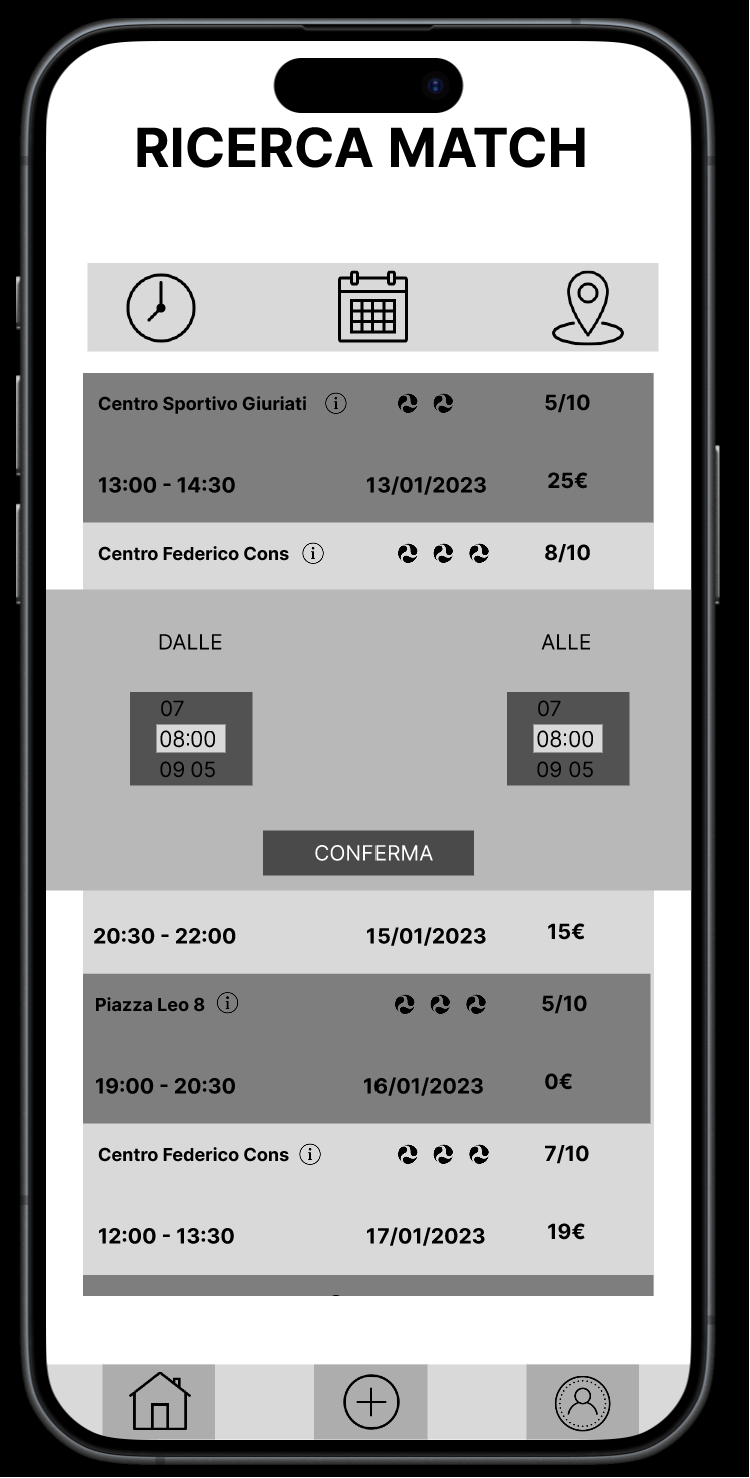 RICERCA MATCH
Centro Sportivo Giuriati i 5/10
13:00 - 14:30 13/01/2023 25€
Centro Federico Cons i 8/10
DALLE ALLE
07 07
08:00 08:00
09 05 09 05
CONFERMA
20:30 - 22:00 15/01/2023 15€
Piazza Leo 8 i 5/10
19:00 - 20:30 16/01/2023 0€
Centro Federico Cons i 7/10
12:00 - 13:30 17/01/2023 19€